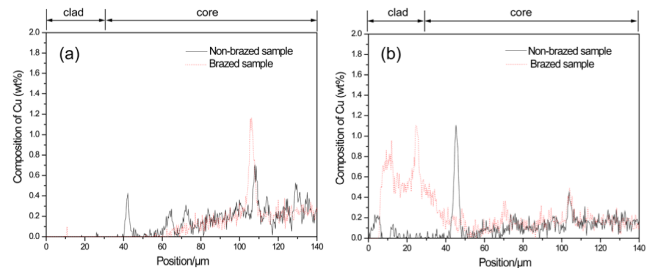 clad core
2.0
1.8
1.6
1.4
1.2
1.0
0.8
0.6
0.4
0.2
0.0
Composition of Cu (wt%)
(a)
Non-brazed sample
Brazed sample
0 20 40 60 80 100 120 140
Position/μm
clad core
2.0
1.8
1.6
1.4
1.2
1.0
0.8
0.6
0.4
0.2
0.0
Composition of Cu (wt%)
(b)
Non-brazed sample
Brazed sample
0 20 40 60 80 100 120 140
Position/μm